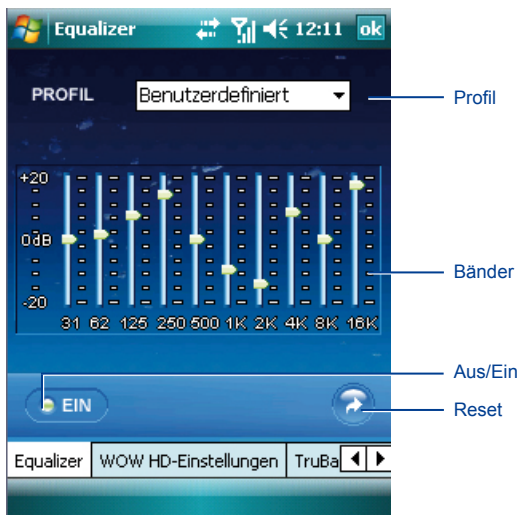 Equalizer 12:11 ok
PROFIL Benutzerdefiniert Profil
+20
0dB
Bänder
-20
31 62 125 250 500 1K 2K 4K 8K 16K
Aus/Ein
EIN
Reset
Equalizer WOW HD-Einstellungen TruBa